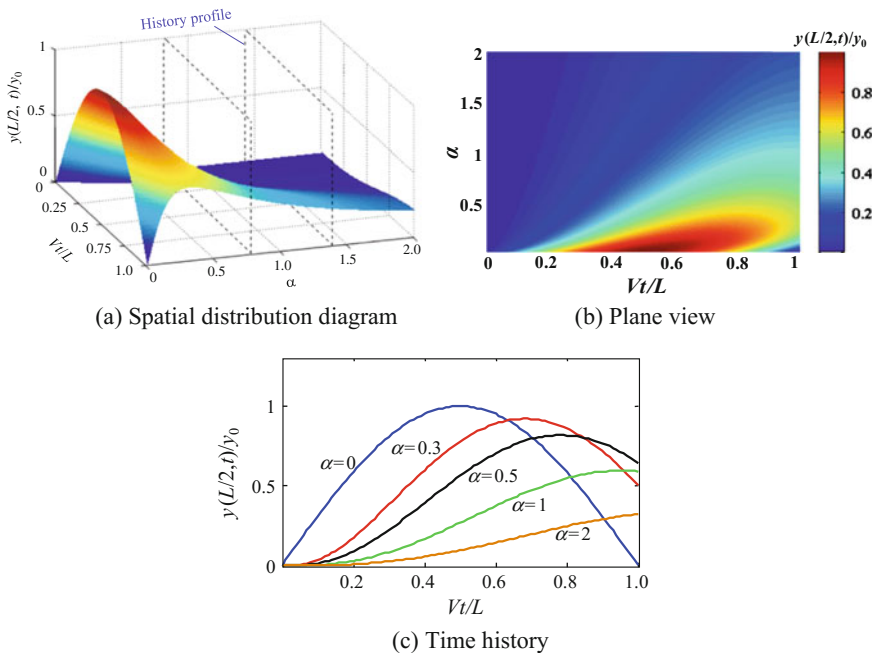 History profile
1
0.5
0
y(L/2, t)/y₀
0
0.25
0.5
0.75
1.0
Vt/L
0
0.5
1.0
1.5
2.0
α
(a) Spatial distribution diagram
y(L/2,t)/y₀
2
1.5
1
0.5
α
0
0.2
0.4
0.6
0.8
1
Vt/L
0.8
0.6
0.4
0.2
(b) Plane view
1
0.5
0
y(L/2,t)/y₀
α=0
α=0.3
α=0.5
α=1
α=2
0.2
0.4
0.6
0.8
1.0
Vt/L
(c) Time history